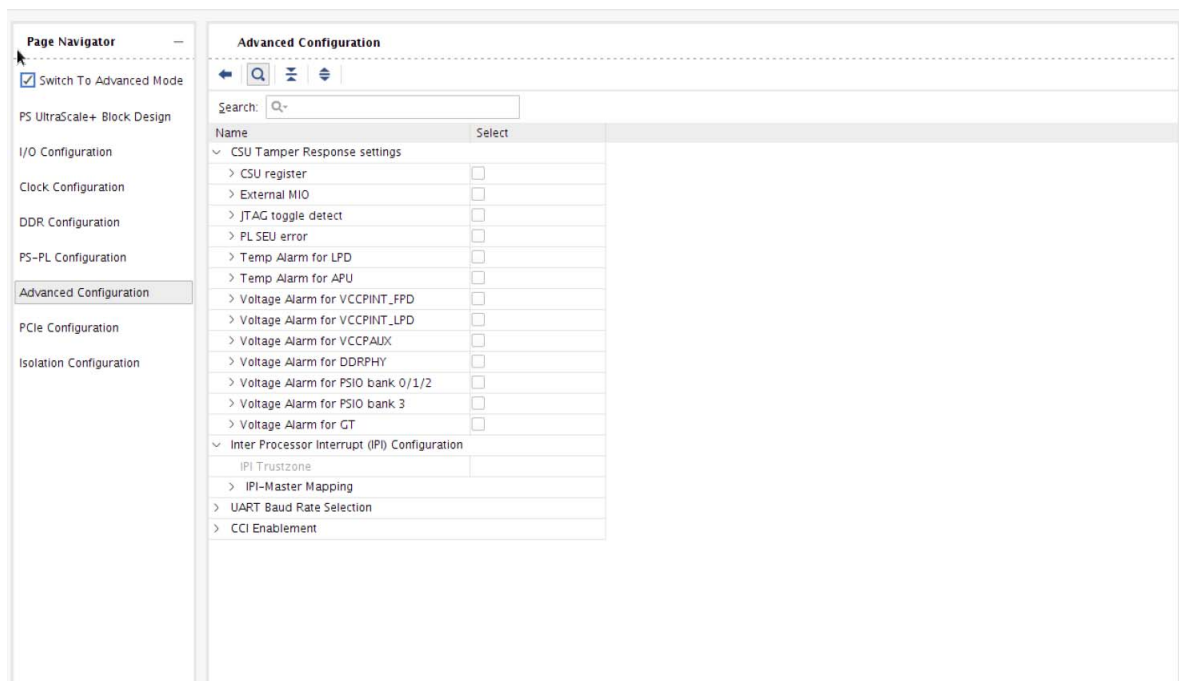 Page Navigator
Switch To Advanced Mode
PS UltraScale+ Block Design
I/O Configuration
Clock Configuration
DDR Configuration
PS-PL Configuration
Advanced Configuration
PCIe Configuration
Isolation Configuration
Advanced Configuration
Search:
Name Select
CSU Tamper Response settings
CSU register
External MIO
JTAG toggle detect
PL SEU error
Temp Alarm for LPD
Temp Alarm for APU
Voltage Alarm for VCCPINT_FPD
Voltage Alarm for VCCPINT_LPD
Voltage Alarm for VCCPAUX
Voltage Alarm for DDRPHY
Voltage Alarm for PSIO bank 0/1/2
Voltage Alarm for PSIO bank 3
Voltage Alarm for GT
Inter Processor Interrupt (IPI) Configuration
IPI Trustzone
IPI-Master Mapping
UART Baud Rate Selection
CCI Enablement